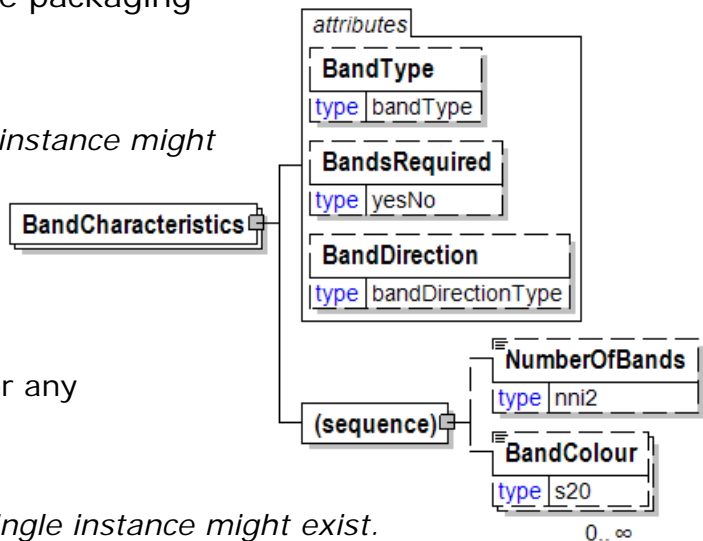 e packaging
attributes
BandType
type bandType
instance might
BandsRequired
type yesNo
BandCharacteristics
BandDirection
type bandDirectionType
r any
NumberOfBands
type nni2
(sequence)
BandColour
type s20
ingle instance might exist.
0..∞